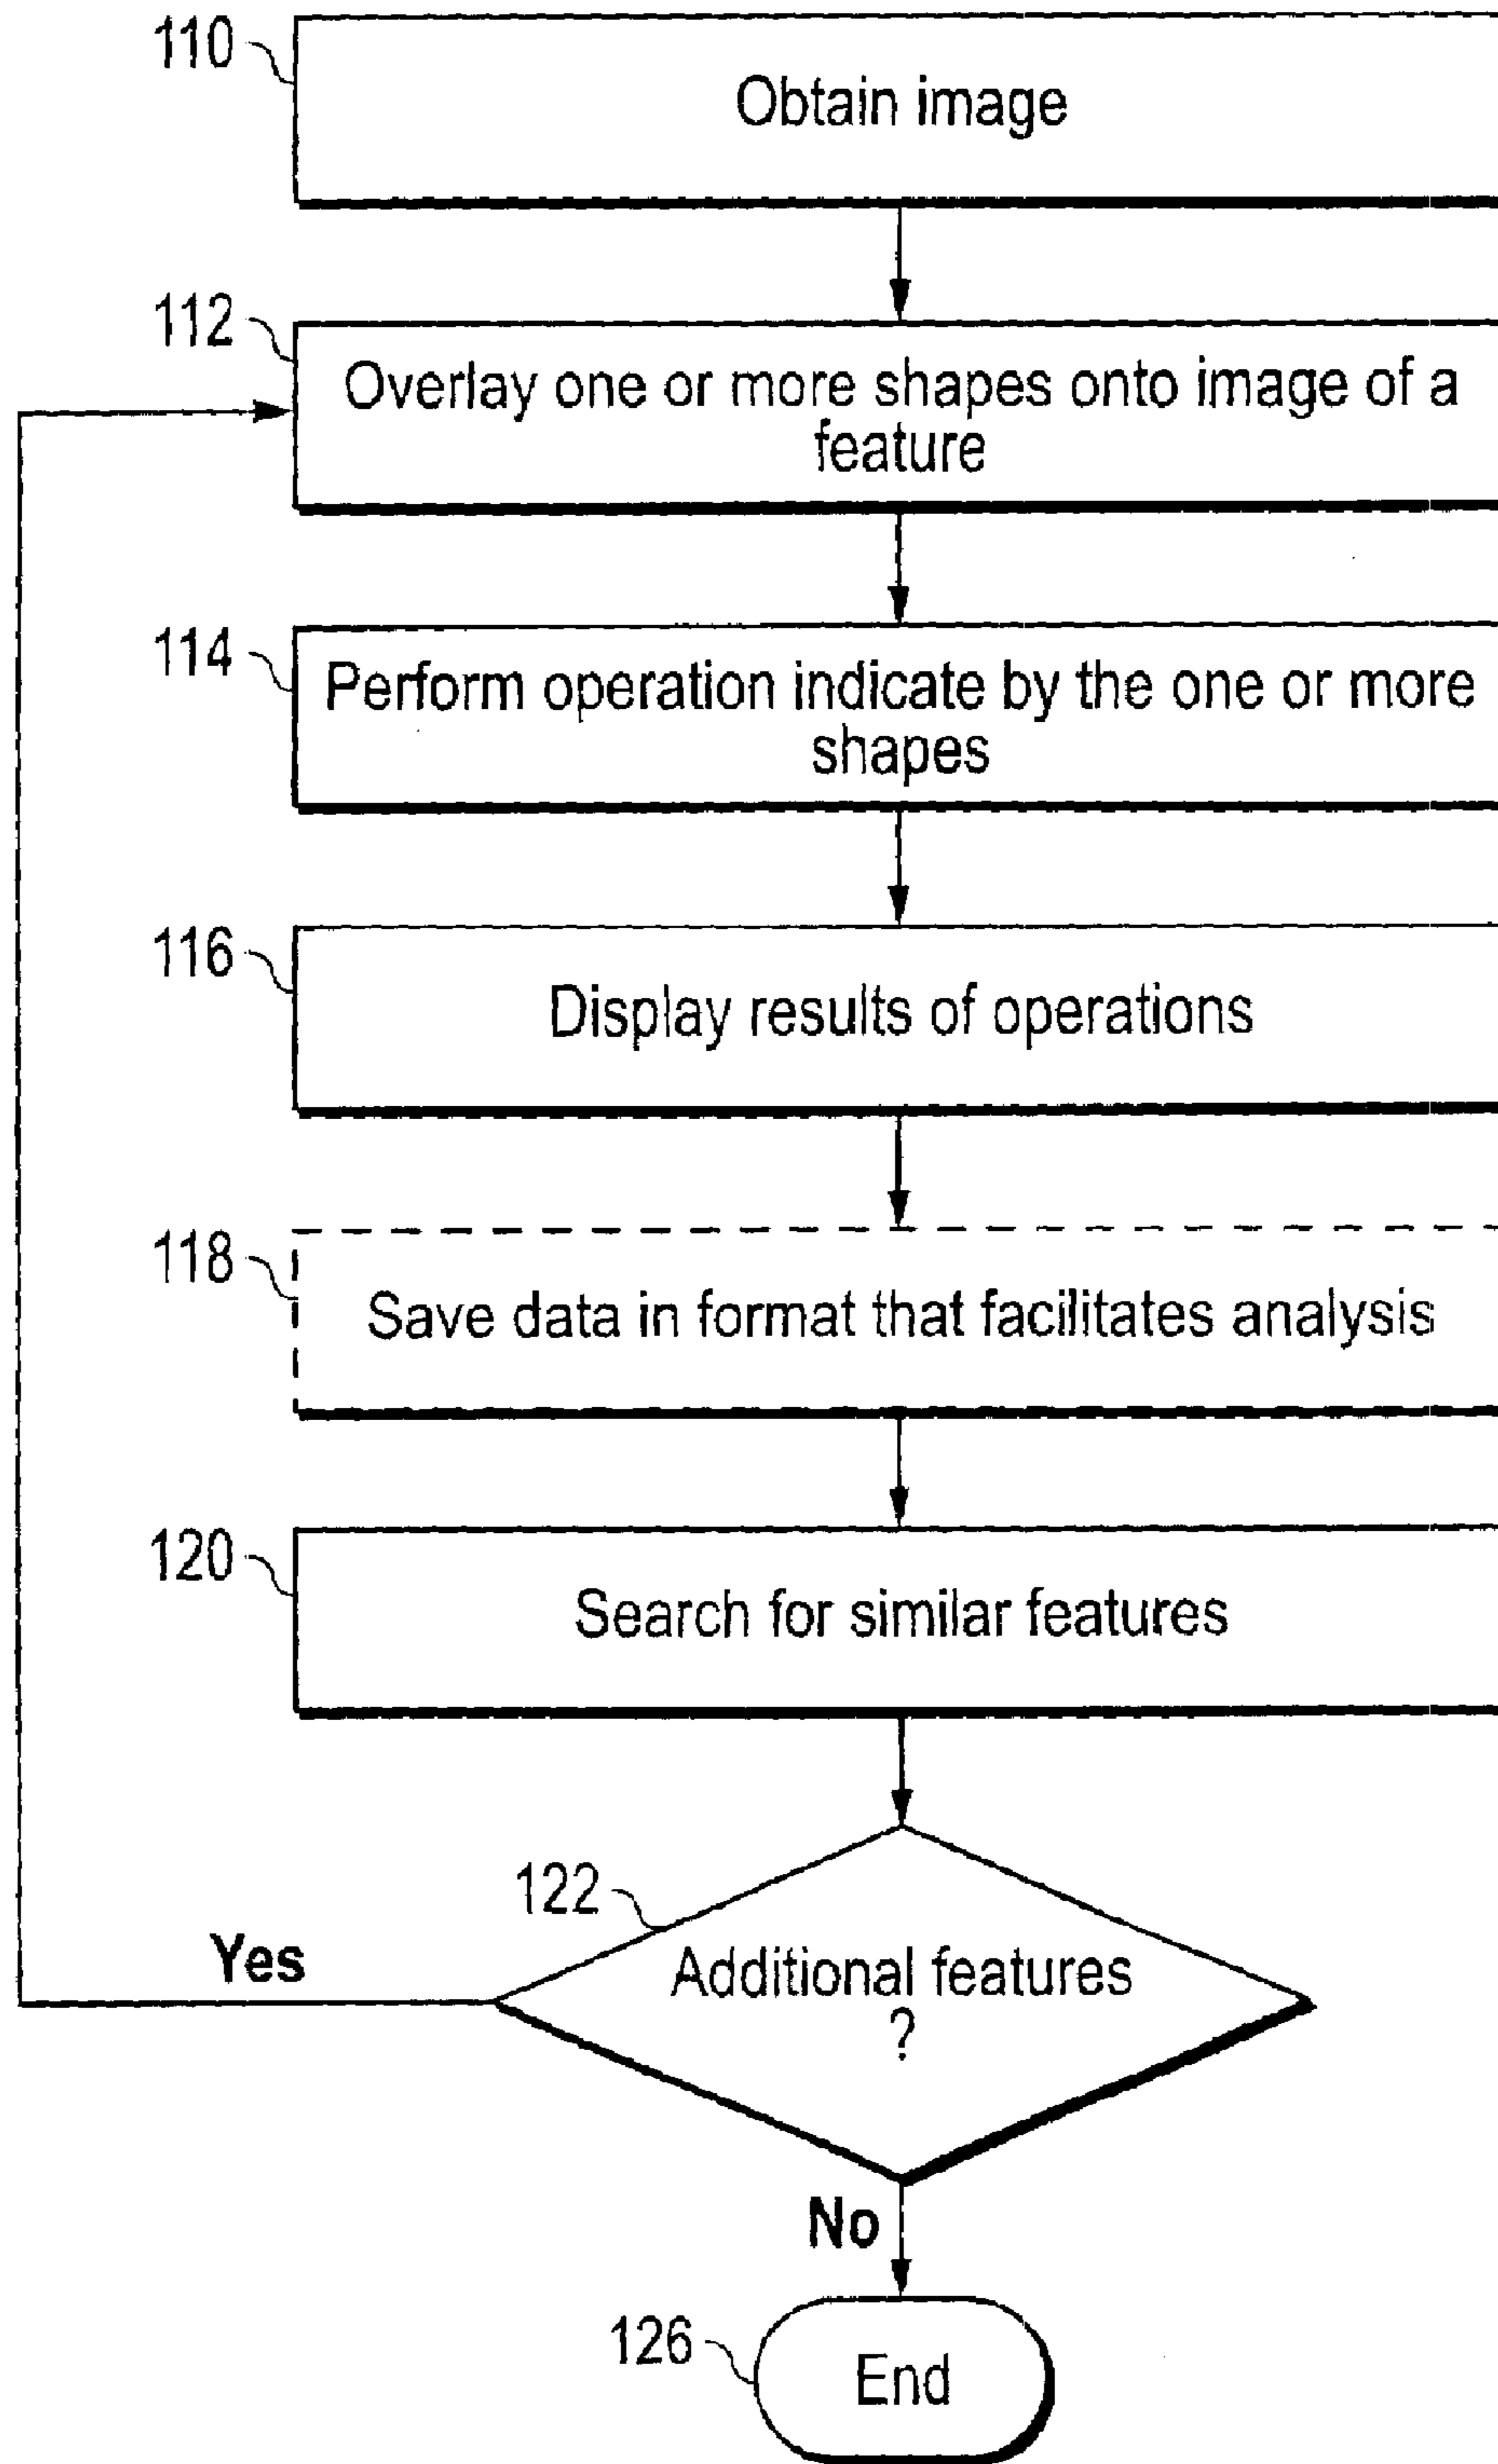 110
Obtain image
112
Overlay one or more shapes onto image of a
feature
114
Perform operation indicate by the one or more
shapes
116
Display results of operations
118
Save data in format that facilitates analysis
120
Search for similar features
122
Additional features
?
Yes
No
126
End